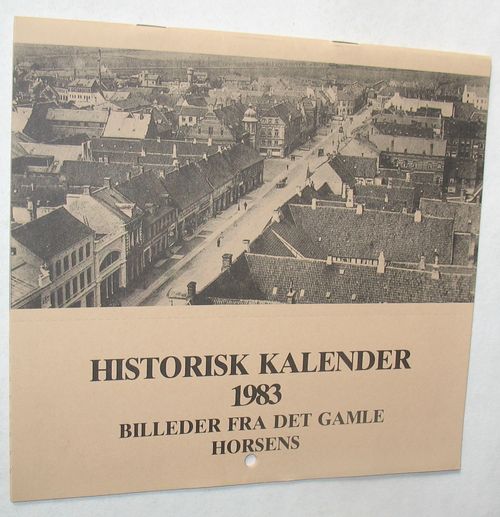 HISTORISK KALENDER
1983
BILLEDER FRA DET GAMLE
HORSENS